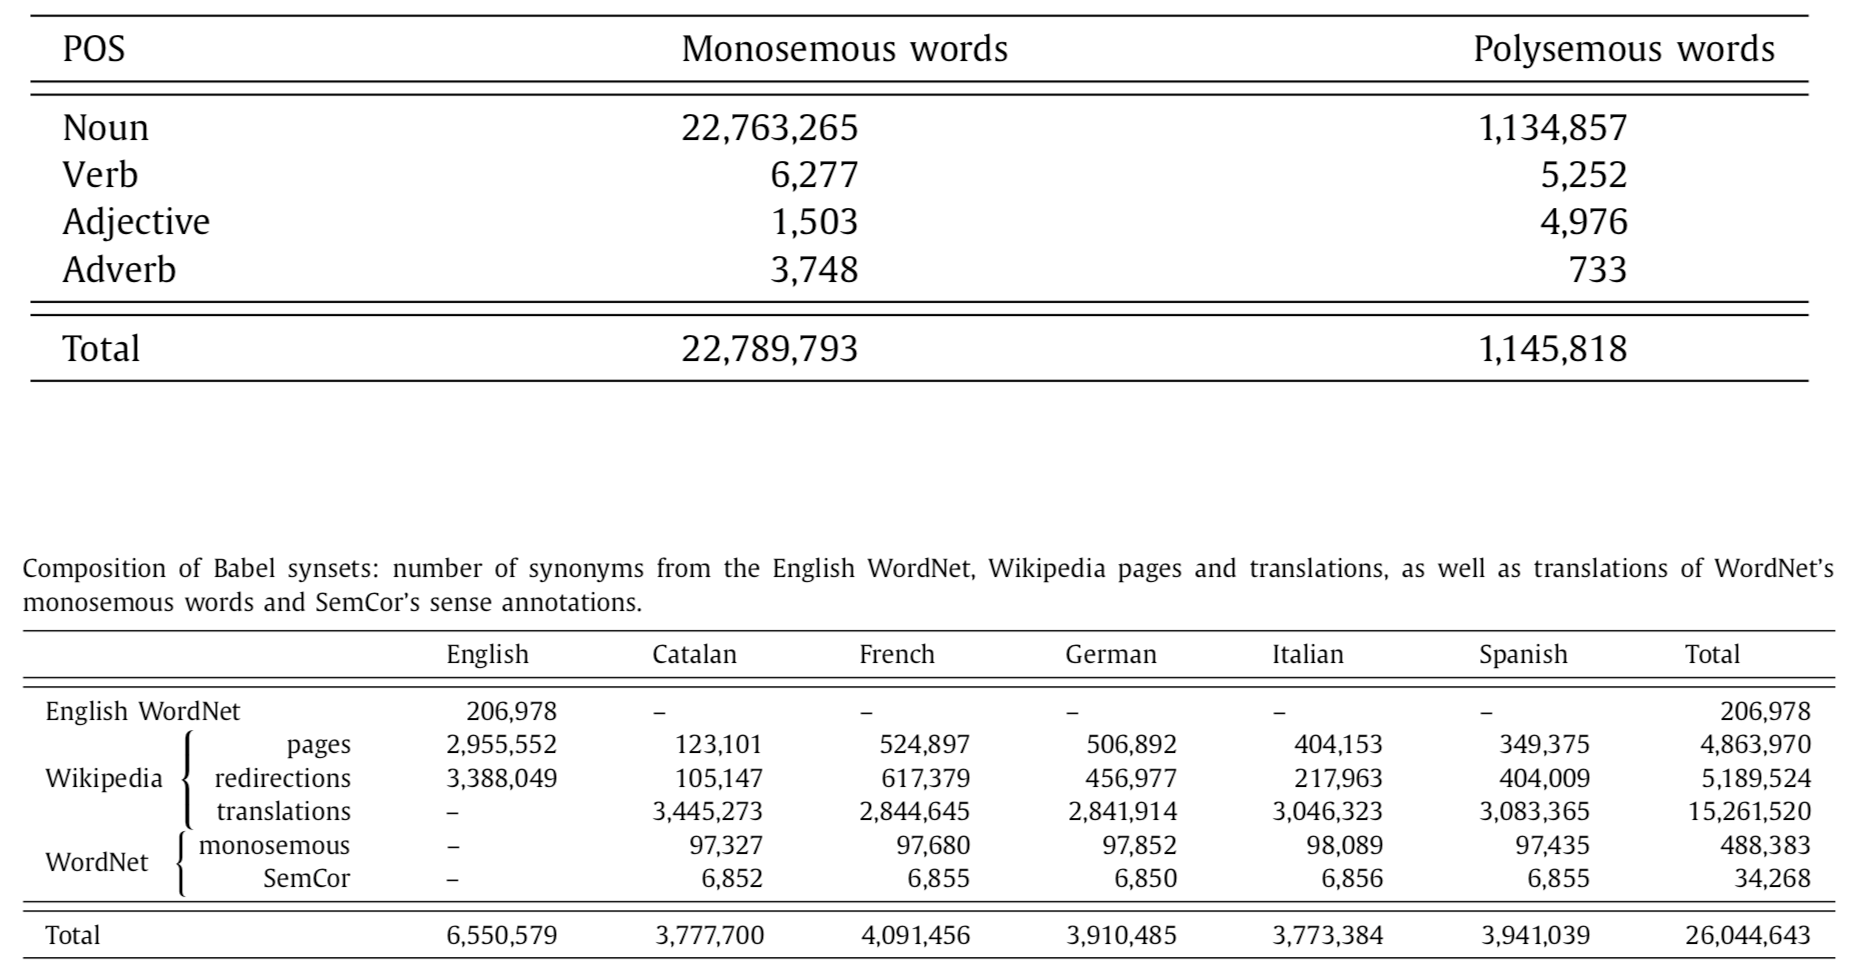 POS Monosemous words Polysemous words
Noun 22,763,265 1,134,857
Verb 6,277 5,252
Adjective 1,503 4,976
Adverb 3,748 733
Total 22,789,793 1,145,818
Composition of Babel synsets: number of synonyms from the English WordNet, Wikipedia pages and translations, as well as translations of WordNet's
monosemous words and SemCor's sense annotations.
English Catalan French German Italian Spanish Total
English WordNet 206,978 – – – – – 206,978
pages 2,955,552 123,101 524,897 506,892 404,153 349,375 4,863,970
Wikipedia redirections 3,388,049 105,147 617,379 456,977 217,963 404,009 5,189,524
translations – 3,445,273 2,844,645 2,841,914 3,046,323 3,083,365 15,261,520
monosemous – 97,327 97,680 97,852 98,089 97,435 488,383
WordNet
SemCor – 6,852 6,855 6,850 6,856 6,855 34,268
Total 6,550,579 3,777,700 4,091,456 3,910,485 3,773,384 3,941,039 26,044,643